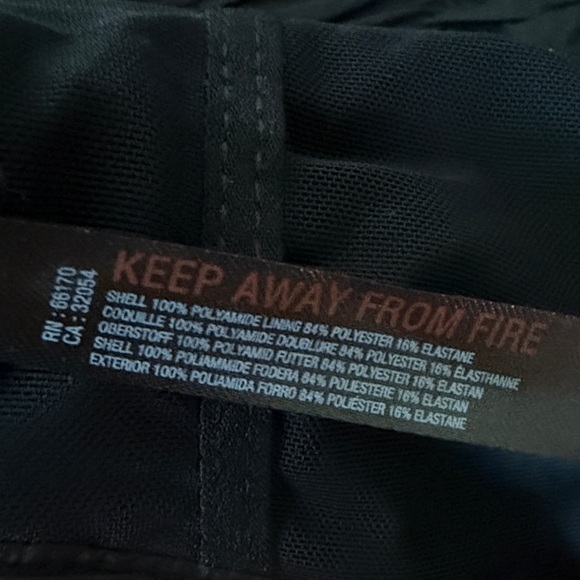 RN : 66170
CA : 32054
KEEP AWAY FROM FIRE
SHELL 100% POLYAMIDE LINING 84% POLYESTER 16% ELASTANE
COQUILLE 100% POLYAMIDE DOUBLURE 84% POLYESTER 16% ÉLASTHANNE
OBERSTOFF 100% POLYAMID FUTTER 84% POLYESTER 16% ELASTAN
SHELL 100% POLIAMMIDE FODERA 84% POLIESTERE 16% ELASTAN
EXTERIOR 100% POLIAMIDA FORRO 84% POLIÉSTER 16% ELASTANE